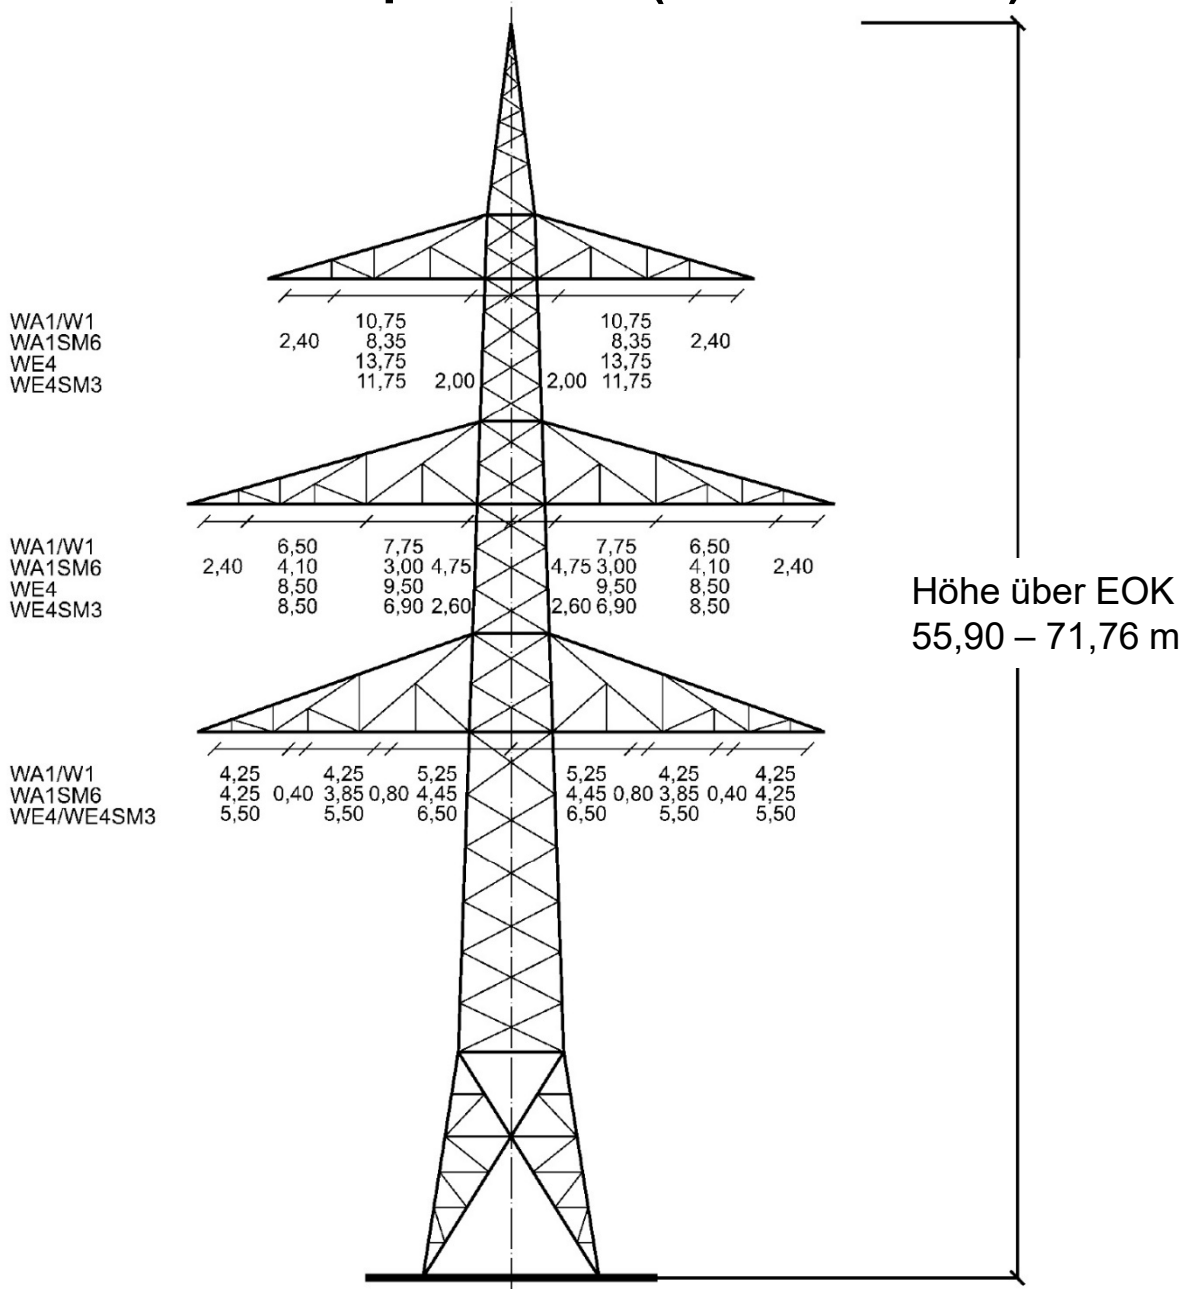 WA1/W1 10,75 10,75
WA1SM6 2,40 8,35 8,35 2,40
WE4 13,75 13,75
WE4SM3 11,75 2,00 2,00 11,75
WA1/W1 6,50 7,75 7,75 6,50
WA1SM6 2,40 4,10 3,00 4,75 4,75 3,00 4,10 2,40
WE4 8,50 9,50 9,50 8,50
WE4SM3 8,50 6,90 2,60 2,60 6,90 8,50
Höhe über EOK
55,90 – 71,76 m
WA1/W1 4,25 4,25 5,25 5,25 4,25 4,25
WA1SM6 4,25 0,40 3,85 0,80 4,45 4,45 0,80 3,85 0,40 4,25
WE4/WE4SM3 5,50 5,50 6,50 6,50 5,50 5,50